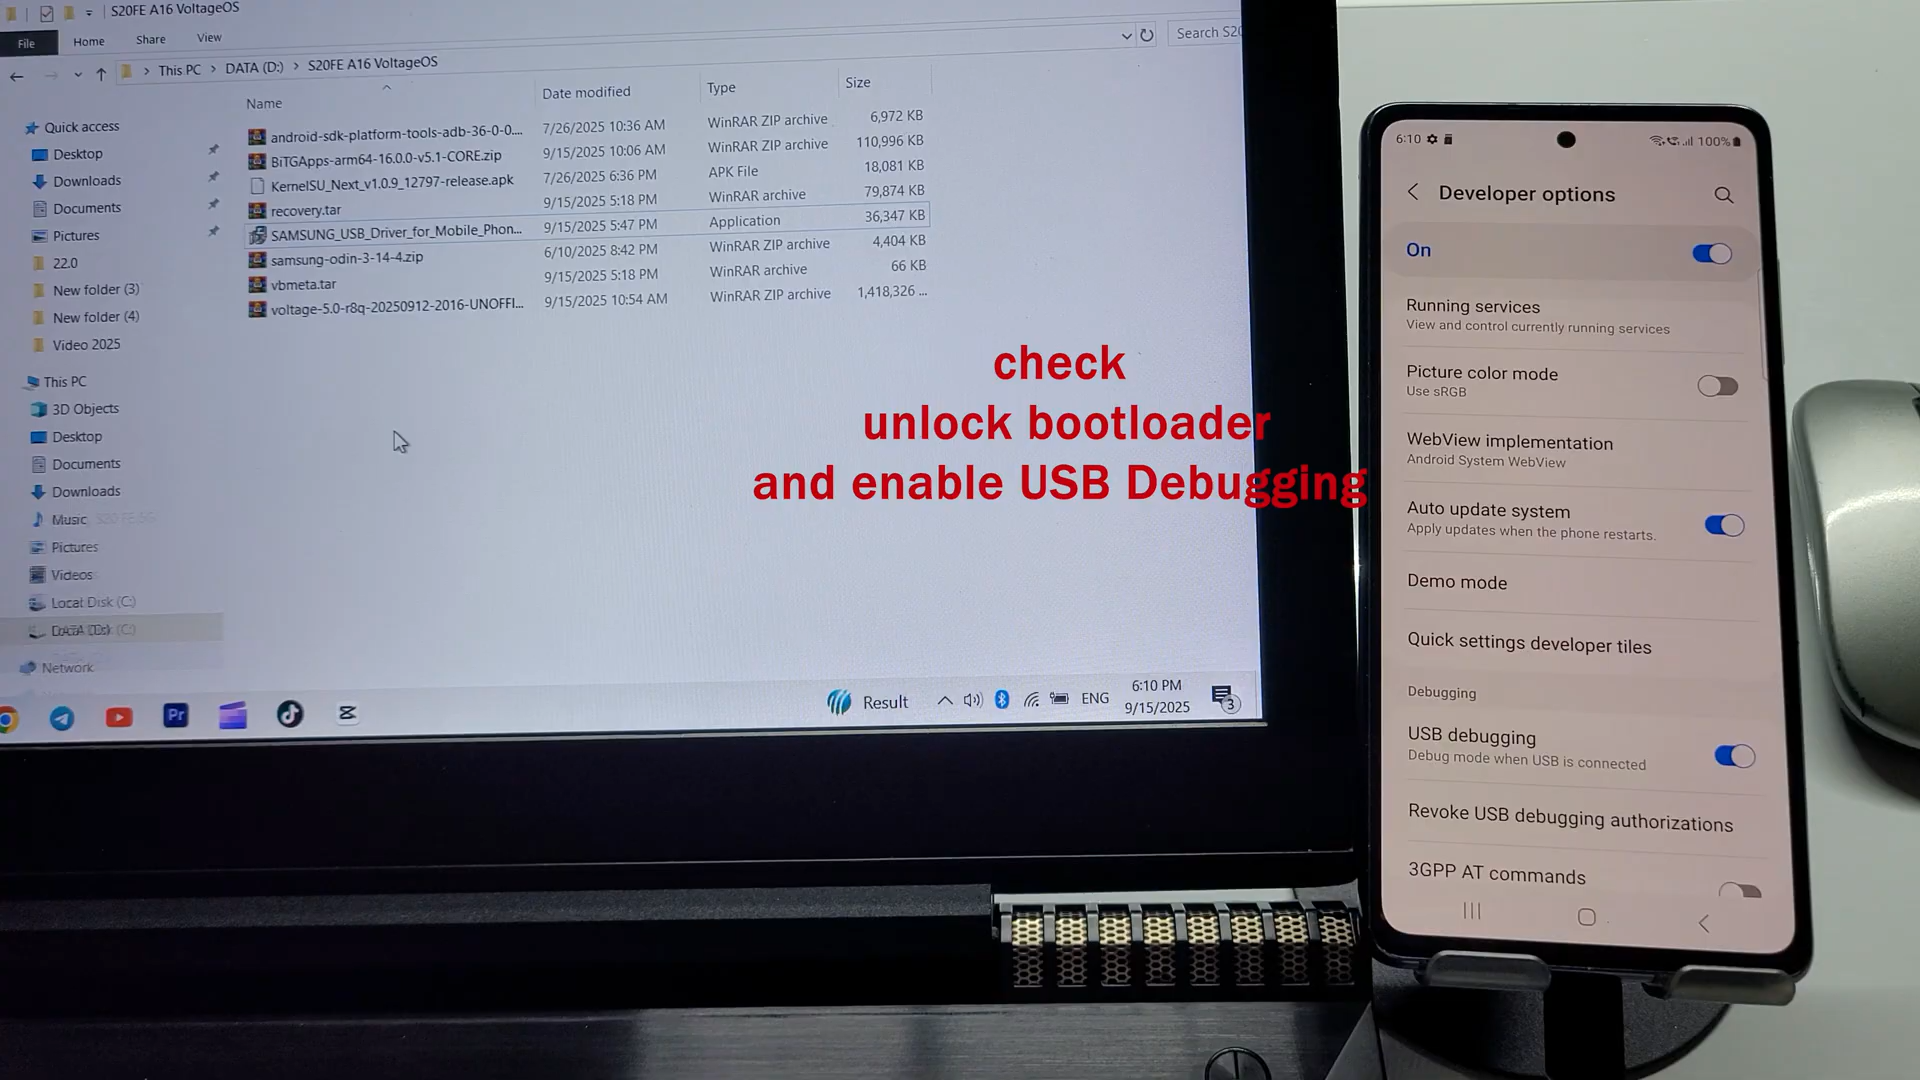 S20FE A16 VoltageOS
File Home Share View
This PC > DATA (D:) > S20FE A16 VoltageOS
Search S20
Name Date modified Type Size
android-sdk-platform-tools-adb-36-0-0.... 7/26/2025 10:36 AM WinRAR ZIP archive 6,972 KB
BiTGApps-arm64-16.0.0-v5.1-CORE.zip 9/15/2025 10:06 AM WinRAR ZIP archive 110,996 KB
KernelSU_Next_v1.0.9_12797-release.apk 7/26/2025 6:36 PM APK File 18,081 KB
recovery.tar 9/15/2025 5:18 PM WinRAR archive 79,874 KB
SAMSUNG_USB_Driver_for_Mobile_Phon... 9/15/2025 5:47 PM Application 36,347 KB
samsung-odin-3-14-4.zip 6/10/2025 8:42 PM WinRAR ZIP archive 4,404 KB
vbmeta.tar 9/15/2025 5:18 PM WinRAR archive 66 KB
voltage-5.0-r8q-20250912-2016-UNOFFI... 9/15/2025 10:54 AM WinRAR ZIP archive 1,418,326 ...
Quick access
Desktop
Downloads
Documents
Pictures
22.0
New folder (3)
New folder (4)
Video 2025
This PC
3D Objects
Desktop
Documents
Downloads
Music
Pictures
Videos
Local Disk (C:)
Network
check
unlock bootloader
and enable USB Debugging
Pr
Result
ENG
6:10 PM
9/15/2025
3
6:10
100%
Developer options
On
Running services
View and control currently running services
Picture color mode
Use sRGB
WebView implementation
Android System WebView
Auto update system
Apply updates when the phone restarts.
Demo mode
Quick settings developer tiles
Debugging
USB debugging
Debug mode when USB is connected
Revoke USB debugging authorizations
3GPP AT commands